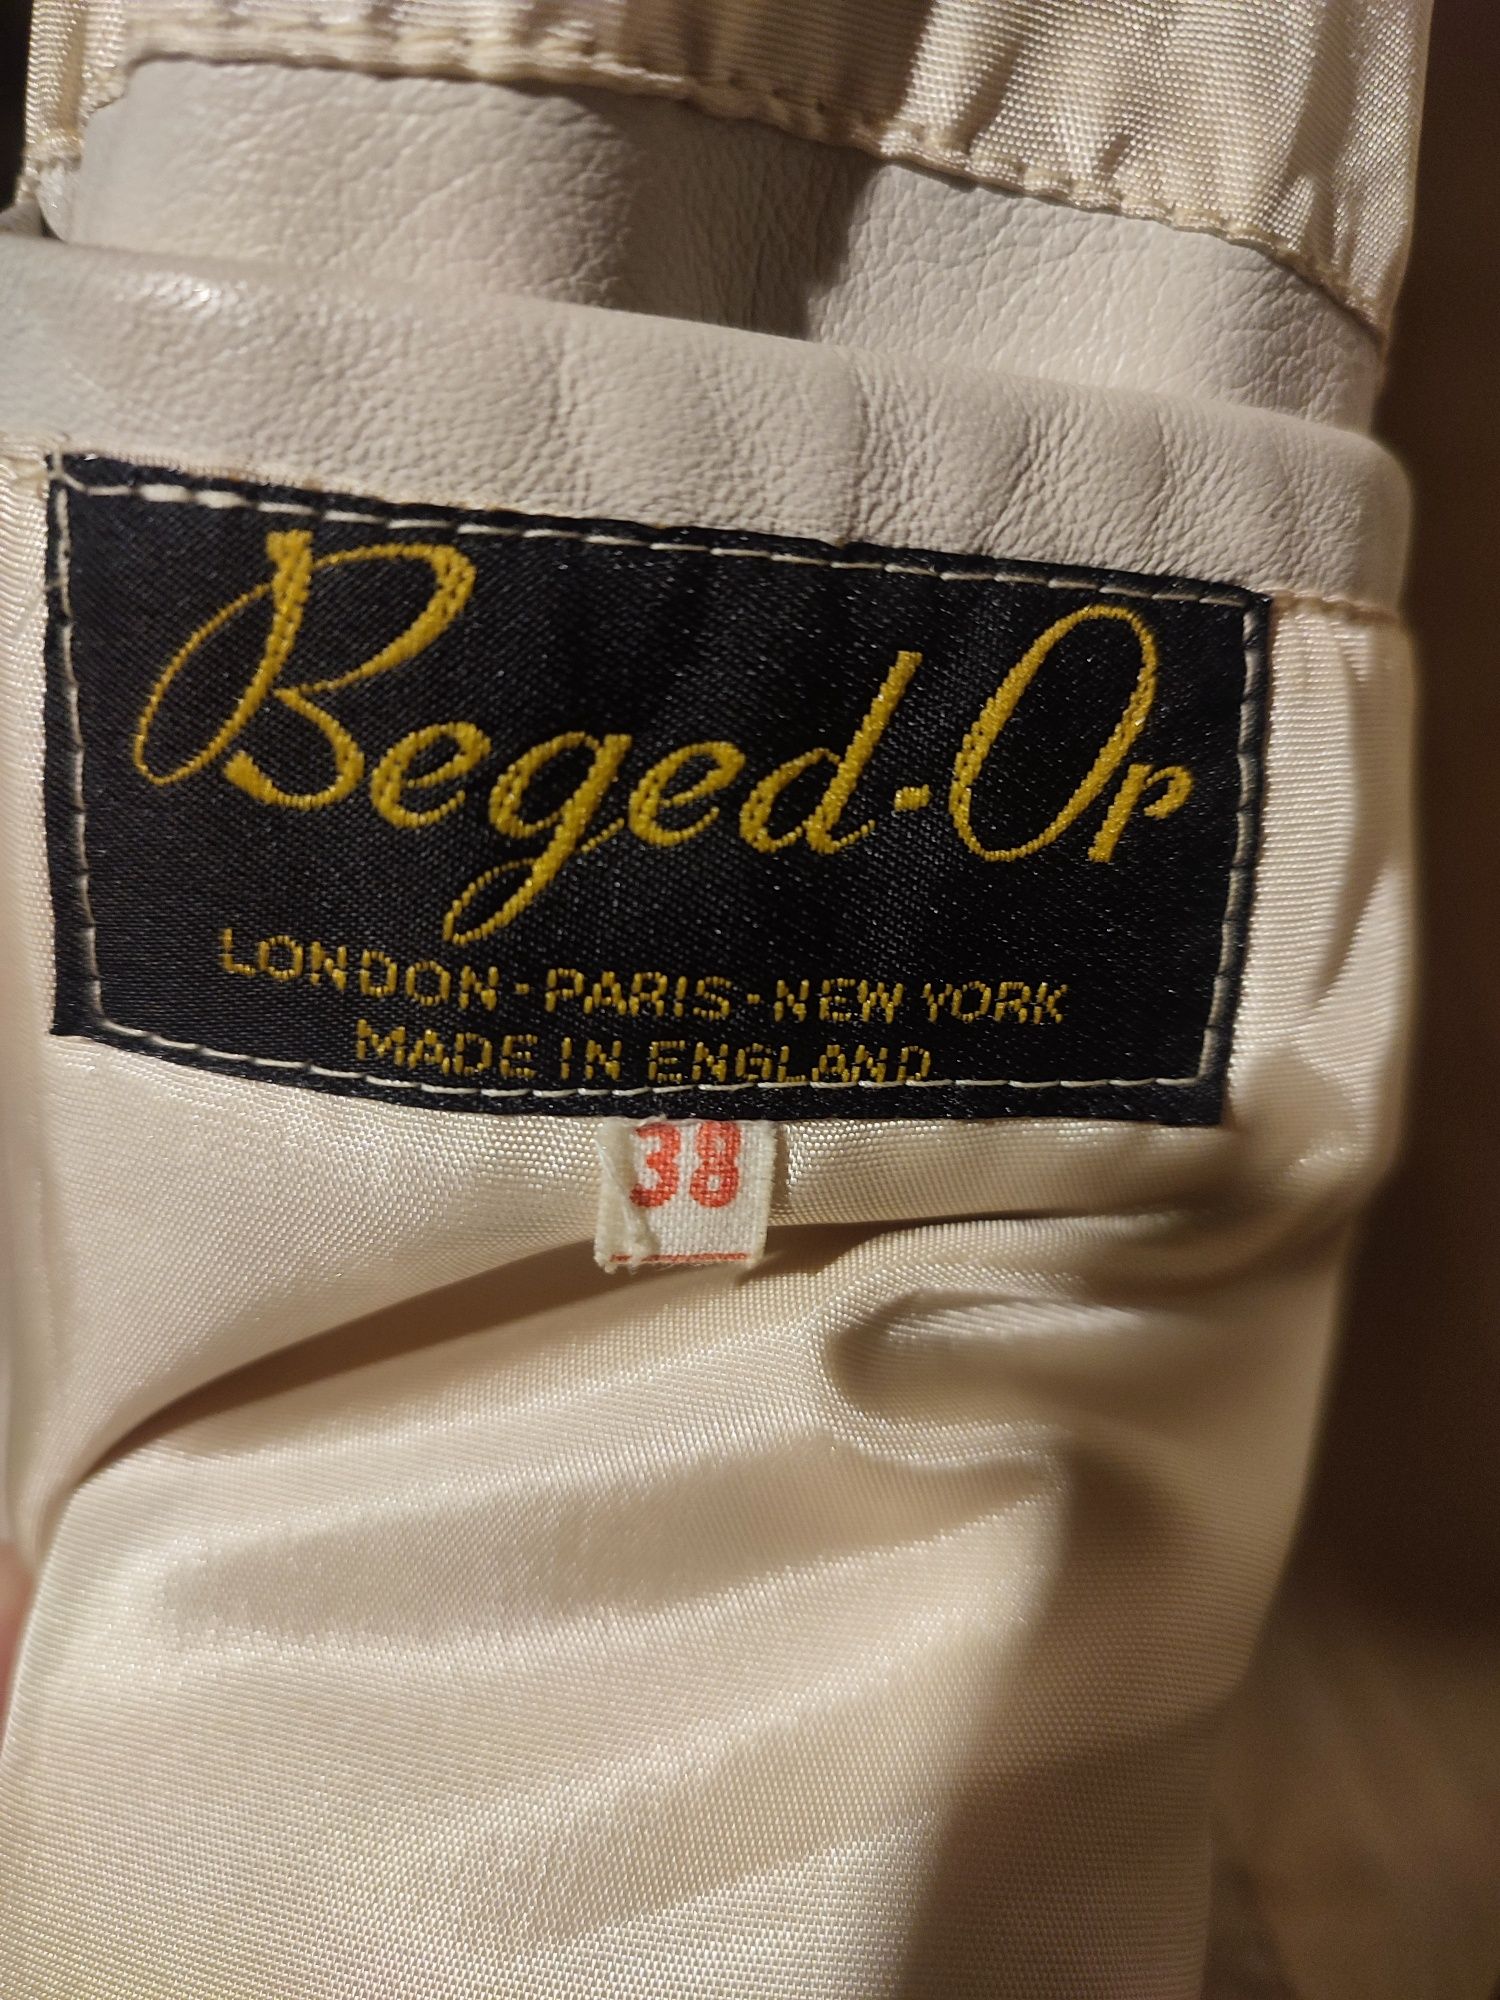 Beged-Or
LONDON-PARIS-NEW YORK
MADE IN ENGLAND
38